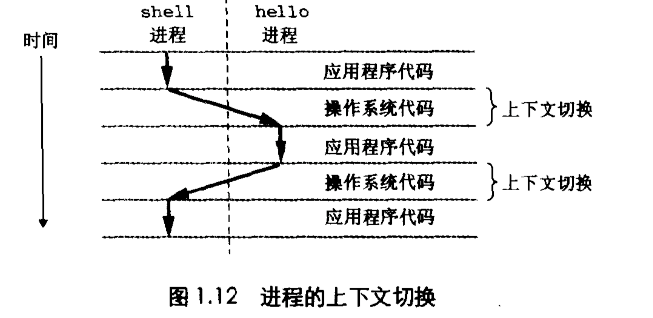 shell hello
时间 进程 进程
应用程序代码
操作系统代码 上下文切换
应用程序代码
操作系统代码 上下文切换
应用程序代码
图1.12 进程的上下文切换